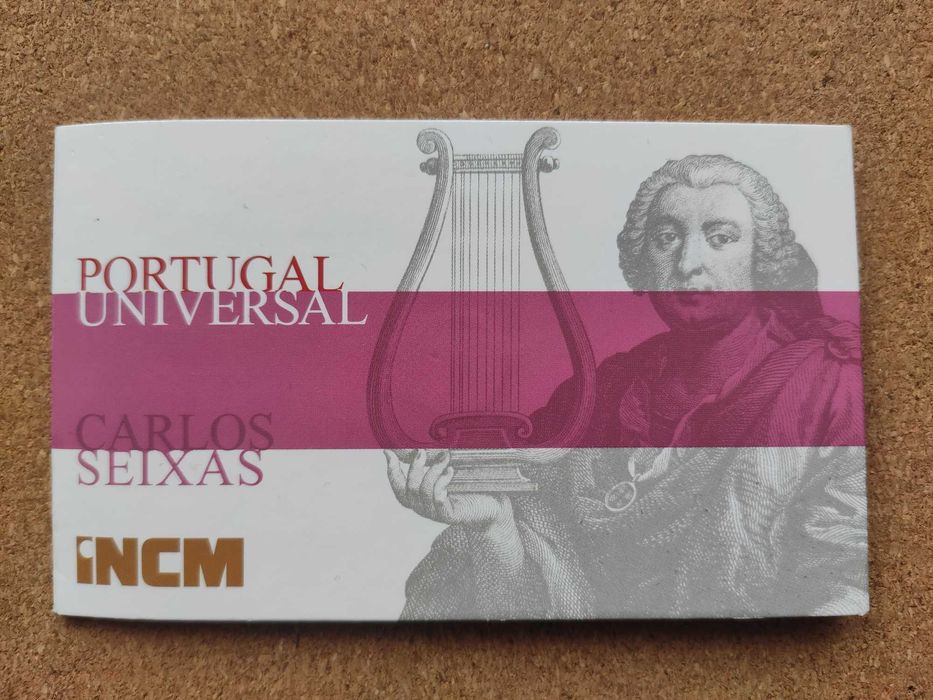 PORTUGAL
UNIVERSAL
CARLOS
SEIXAS
iNCM